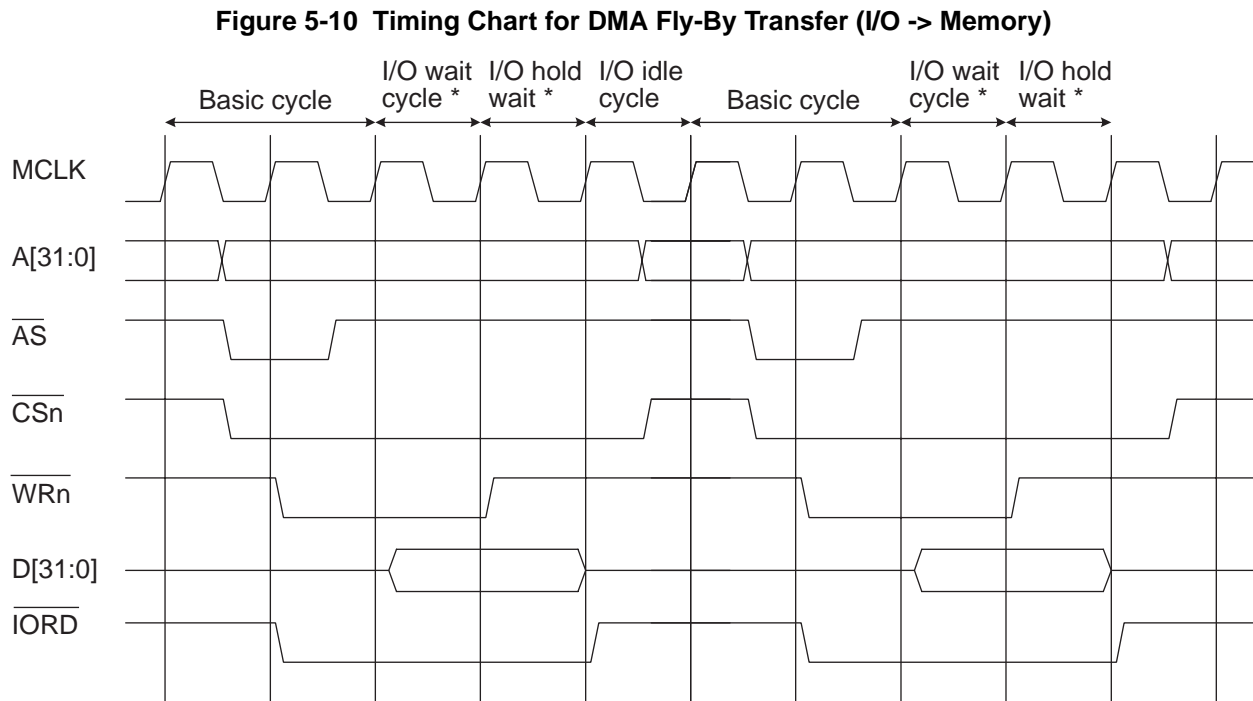 Figure 5-10 Timing Chart for DMA Fly-By Transfer (I/O -> Memory)
Basic cycle
I/O wait
cycle *
I/O hold
wait *
I/O idle
cycle
Basic cycle
I/O wait
cycle *
I/O hold
wait *
MCLK
A[31:0]
AS
CSn
WRn
D[31:0]
IORD